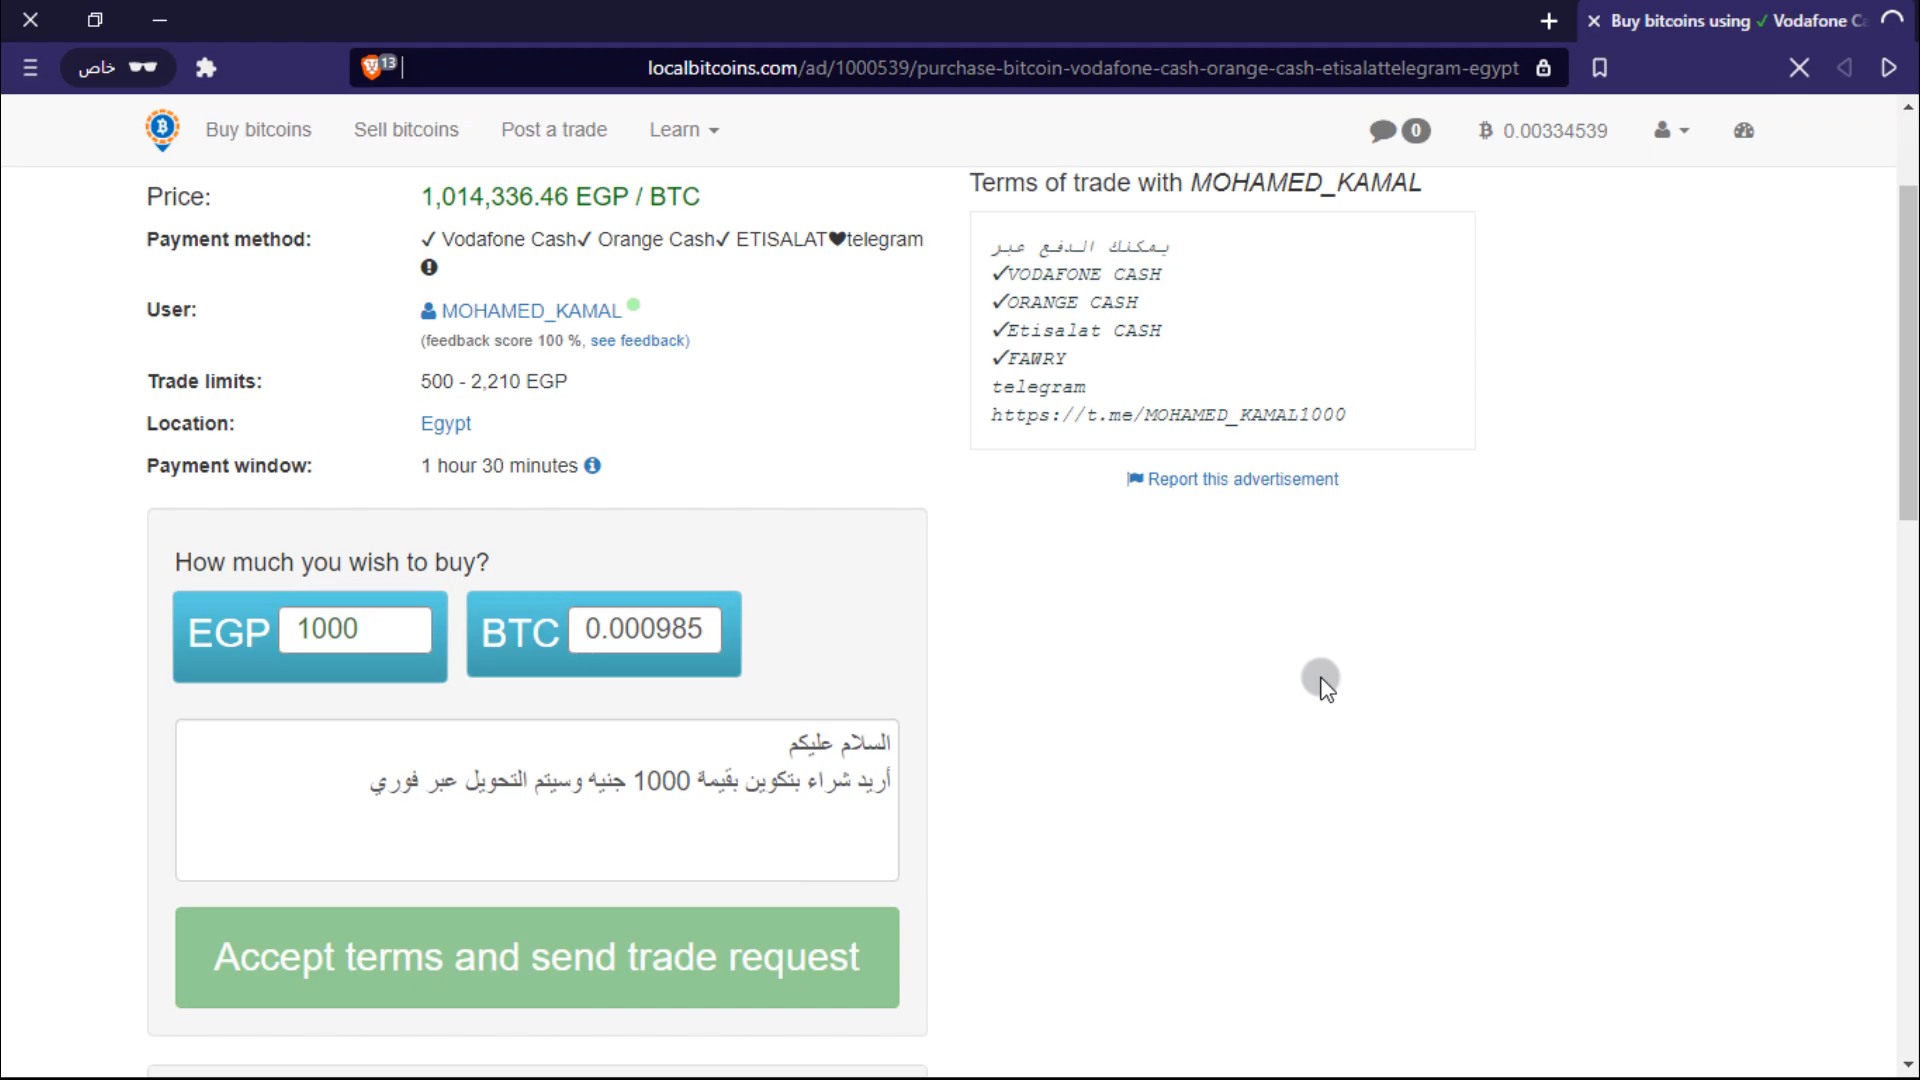 Buy bitcoins using ✓ Vodafone Ca
خاص
13
localbitcoins.com/ad/1000539/purchase-bitcoin-vodafone-cash-orange-cash-etisalattelegram-egypt
Buy bitcoins
Sell bitcoins
Post a trade
Learn
0
0.00334539
Price:
1,014,336.46 EGP / BTC
Payment method:
✓ Vodafone Cash✓ Orange Cash✓ ETISALAT♥telegram
User:
MOHAMED_KAMAL
(feedback score 100 %, see feedback)
Trade limits:
500 - 2,210 EGP
Location:
Egypt
Payment window:
1 hour 30 minutes
Terms of trade with MOHAMED_KAMAL
يمكنك الدفع عبر
✓VODAFONE CASH
✓ORANGE CASH
✓Etisalat CASH
✓FAWRY
telegram
https://t.me/MOHAMED_KAMAL1000
Report this advertisement
How much you wish to buy?
EGP 1000
BTC 0.000985
السلام عليكم
أريد شراء بتكوين بقيمة 1000 جنيه وسيتم التحويل عبر فوري
Accept terms and send trade request